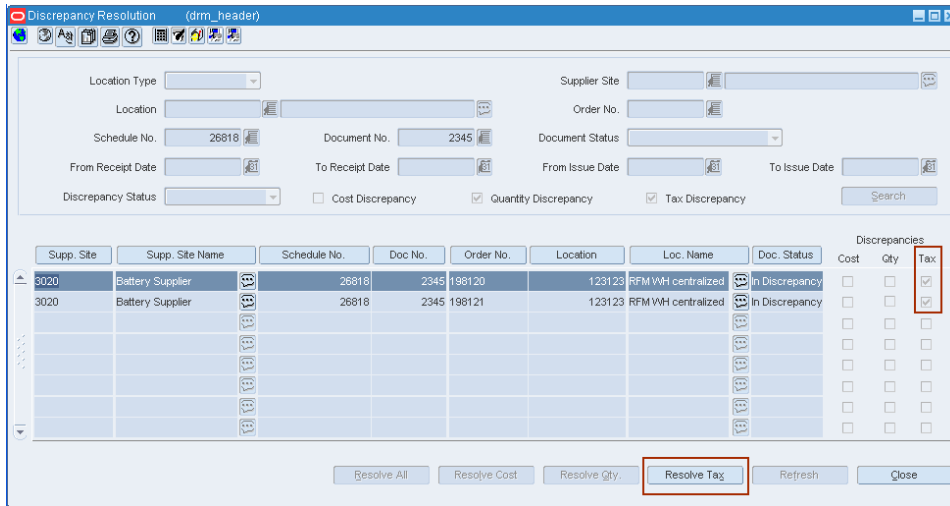 Discrepancy Resolution (drm_header)
Location Type Supplier Site
Location Order No.
Schedule No. 26818 Document No. 2345 Document Status
From Receipt Date To Receipt Date From Issue Date To Issue Date
Discrepancy Status Cost Discrepancy Quantity Discrepancy Tax Discrepancy Search
Discrepancies
Supp. Site Supp. Site Name Schedule No. Doc No. Order No. Location Loc. Name Doc. Status Cost Qty Tax
3020 Battery Supplier 26818 2345 198120 123123 RFM WH centralized In Discrepancy
3020 Battery Supplier 26818 2345 198121 123123 RFM WH centralized In Discrepancy
Resolve All Resolve Cost Resolve Qty. Resolve Tax Refresh Close